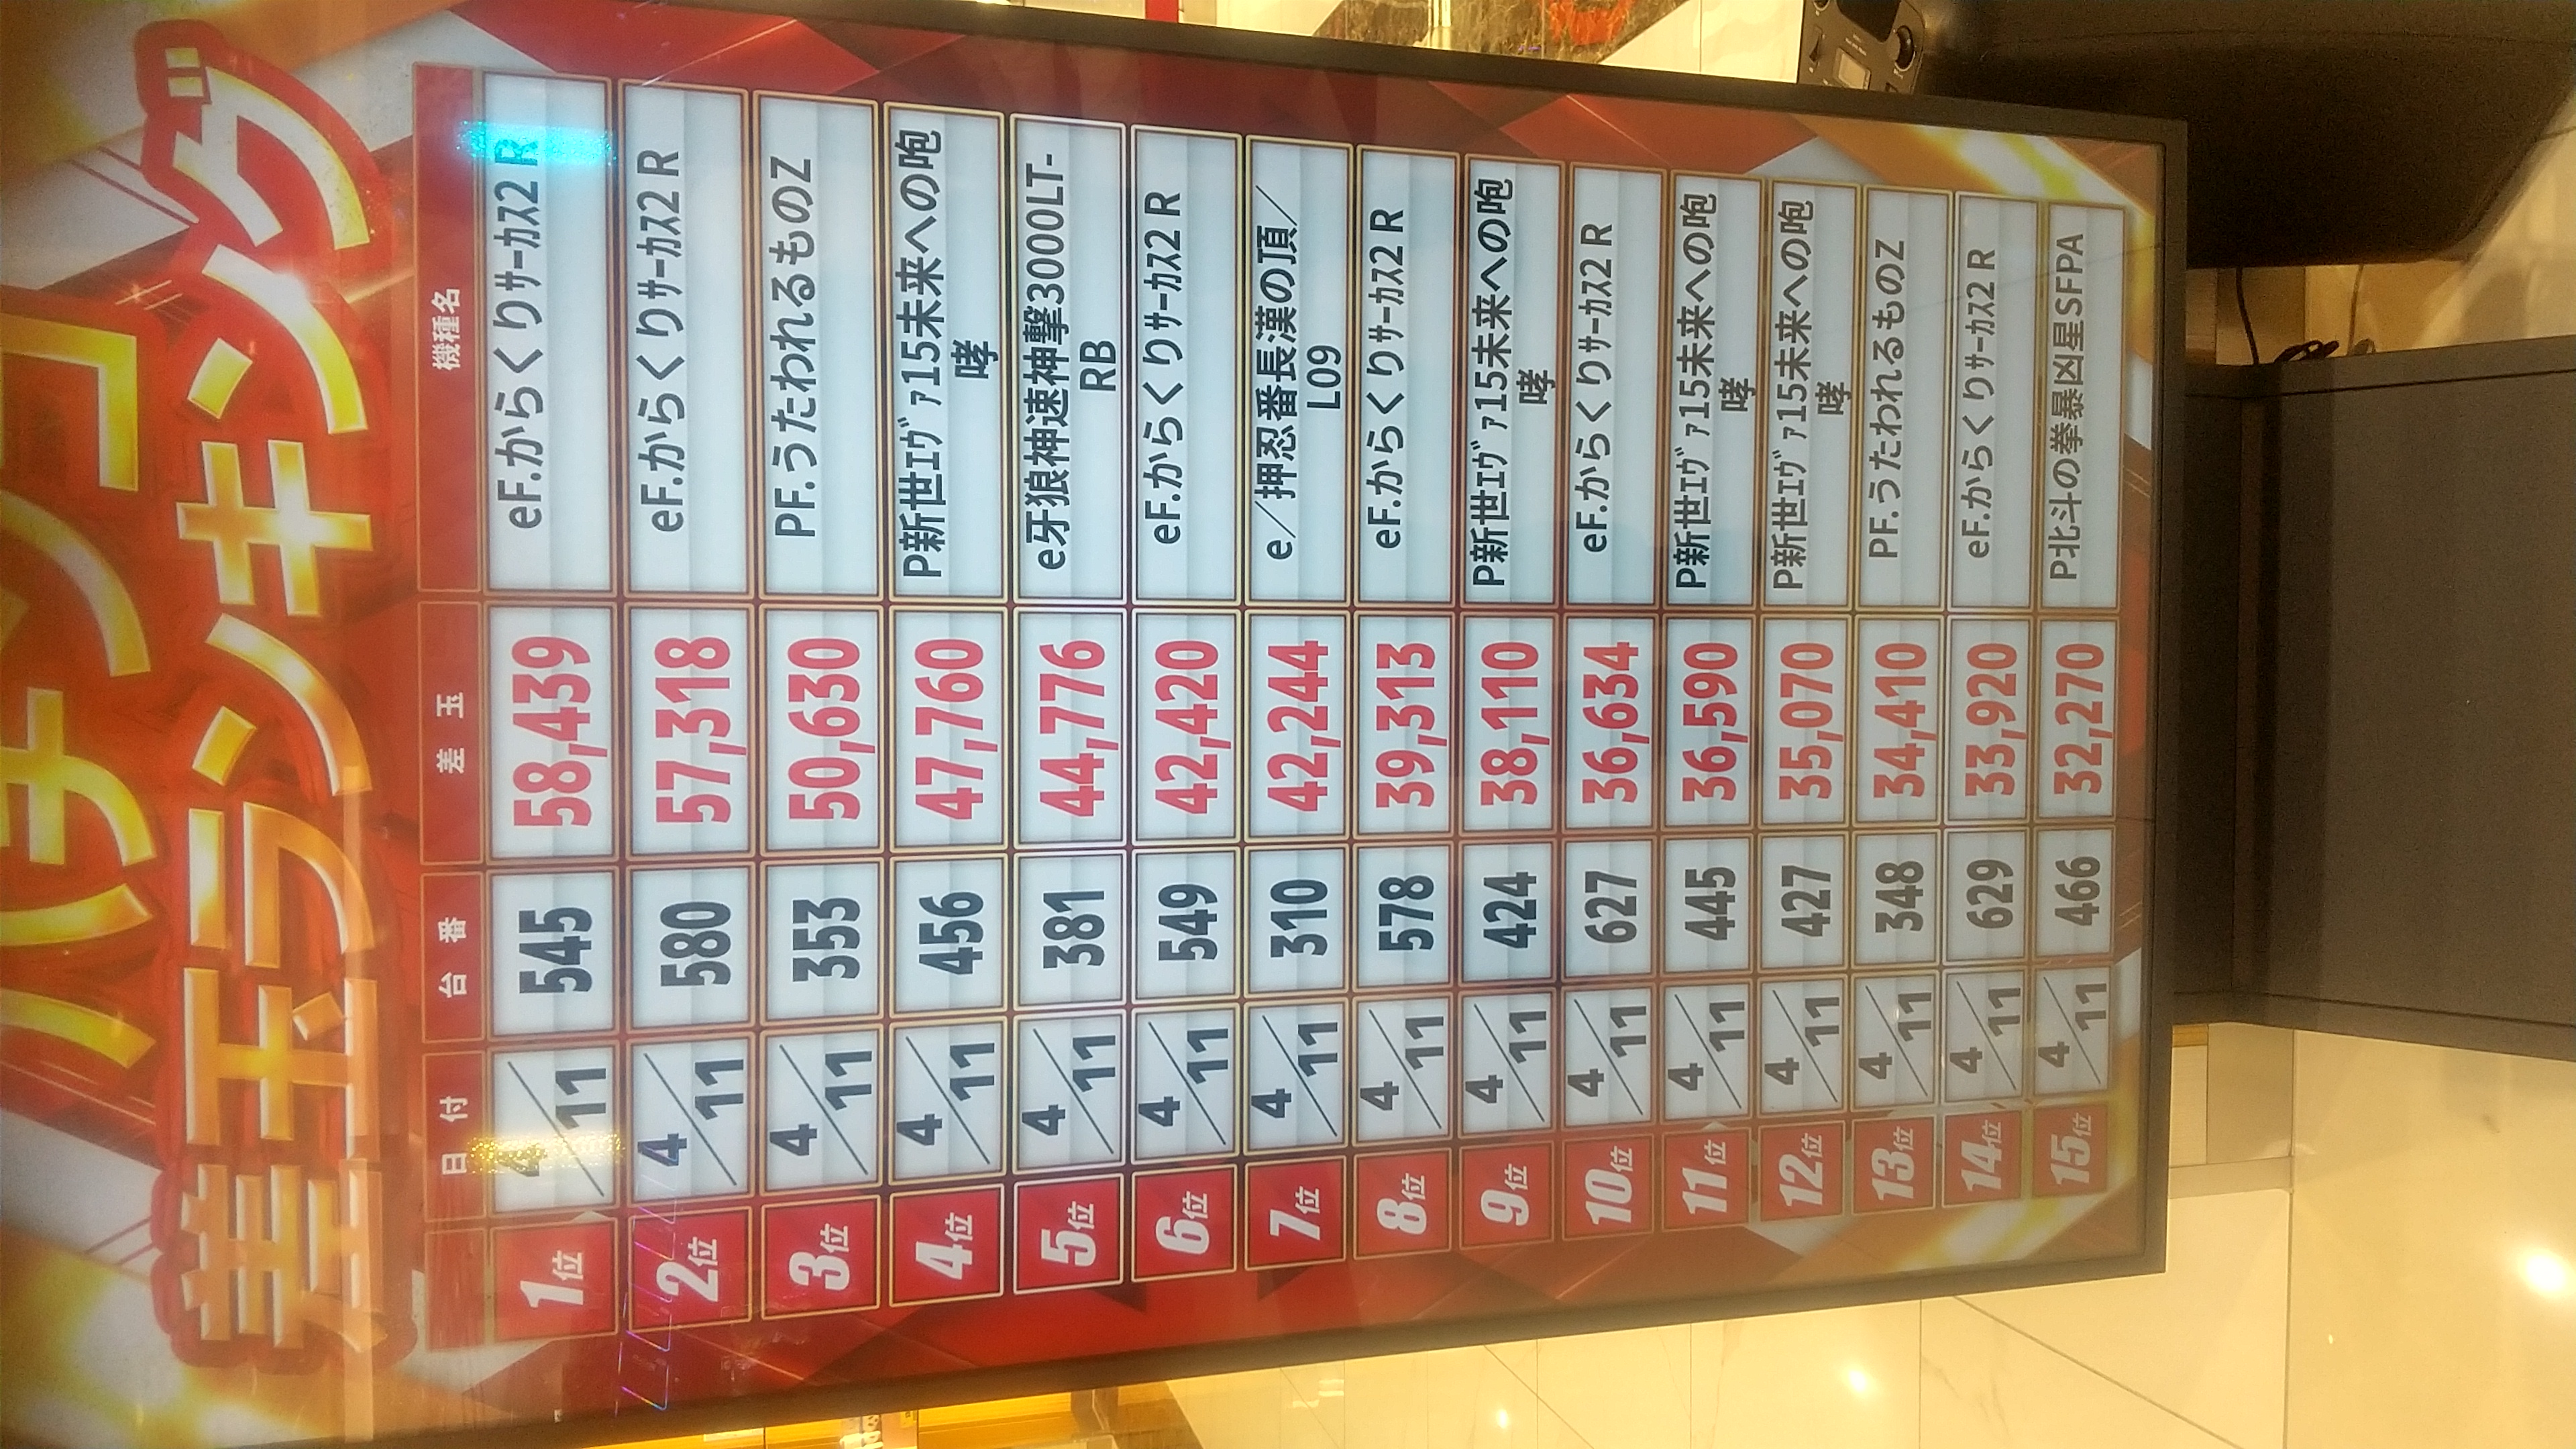 パチンコ
差玉ランキング
日付 台番 差玉 機種名
1位 4/11 545 58,439 eF.からくりｻｰｶｽ2 R
2位 4/11 580 57,318 eF.からくりｻｰｶｽ2 R
3位 4/11 353 50,630 PF.うたわれるものZ
4位 4/11 456 47,760 P新世ｴｳﾞｧ15未来への咆
哮
5位 4/11 381 44,776 e牙狼神速神撃3000LT-
RB
6位 4/11 549 42,420 eF.からくりｻｰｶｽ2 R
7位 4/11 310 42,244 e／押忍番長漢の頂／
L09
8位 4/11 578 39,313 eF.からくりｻｰｶｽ2 R
9位 4/11 424 38,110 P新世ｴｳﾞｧ15未来への咆
哮
10位 4/11 627 36,634 eF.からくりｻｰｶｽ2 R
11位 4/11 445 36,590 P新世ｴｳﾞｧ15未来への咆
哮
12位 4/11 427 35,070 P新世ｴｳﾞｧ15未来への咆
哮
13位 4/11 348 34,410 PF.うたわれるものZ
14位 4/11 629 33,920 eF.からくりｻｰｶｽ2 R
15位 4/11 466 32,270 P北斗の拳暴凶星SFPA